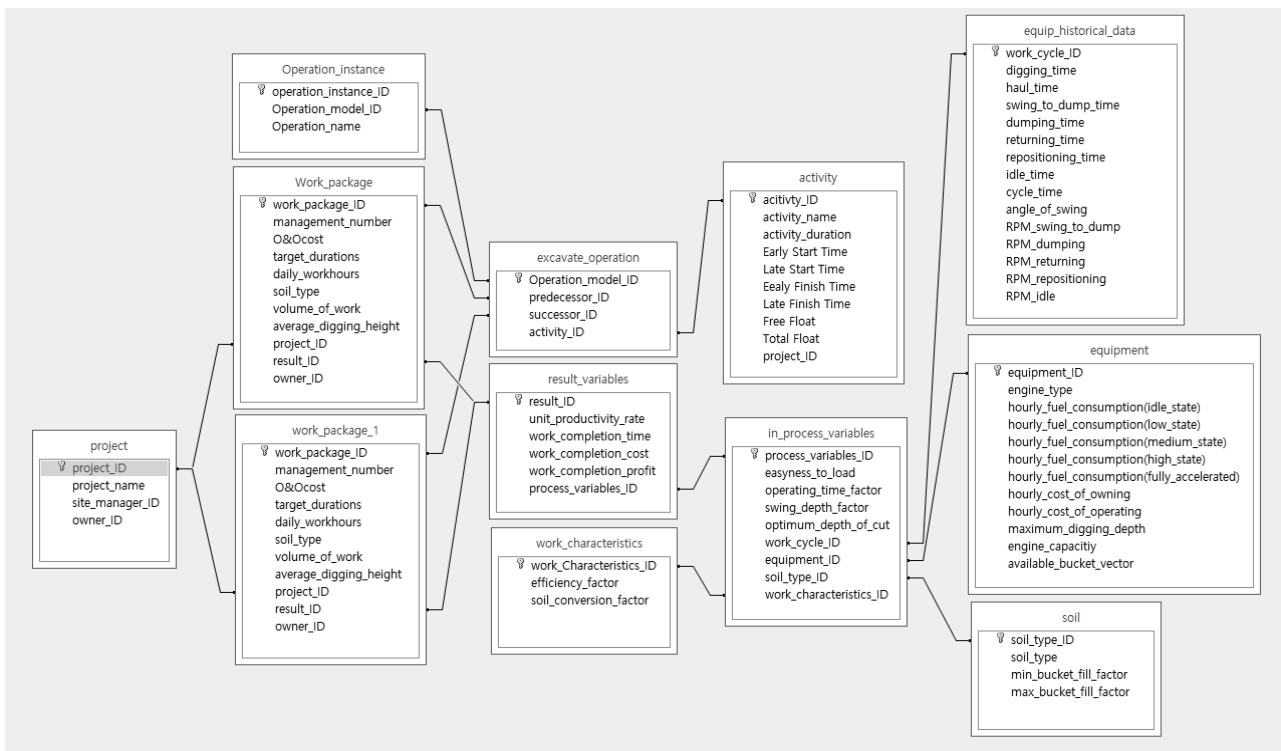 Operation_instance
operation_instance_ID
Operation_model_ID
Operation_name
Work_package
work_package_ID
management_number
O&Ocost
target_durations
daily_workhours
soil_type
volume_of_work
average_digging_height
project_ID
result_ID
owner_ID
project
project_ID
project_name
site_manager_ID
owner_ID
work_package_1
work_package_ID
management_number
O&Ocost
target_durations
daily_workhours
soil_type
volume_of_work
average_digging_height
project_ID
result_ID
owner_ID
excavate_operation
Operation_model_ID
predecessor_ID
successor_ID
activity_ID
result_variables
result_ID
unit_productivity_rate
work_completion_time
work_completion_cost
work_completion_profit
process_variables_ID
work_characteristics
work_Characteristics_ID
efficiency_factor
soil_conversion_factor
activity
acitivty_ID
activity_name
activity_duration
Early Start Time
Late Start Time
Eealy Finish Time
Late Finish Time
Free Float
Total Float
project_ID
in_process_variables
process_variables_ID
easyness_to_load
operating_time_factor
swing_depth_factor
optimum_depth_of_cut
work_cycle_ID
equipment_ID
soil_type_ID
work_characteristics_ID
equip_historical_data
work_cycle_ID
digging_time
haul_time
swing_to_dump_time
dumping_time
returning_time
repositioning_time
idle_time
cycle_time
angle_of_swing
RPM_swing_to_dump
RPM_dumping
RPM_returning
RPM_repositioning
RPM_idle
equipment
equipment_ID
engine_type
hourly_fuel_consumption(idle_state)
hourly_fuel_consumption(low_state)
hourly_fuel_consumption(medium_state)
hourly_fuel_consumption(high_state)
hourly_fuel_consumption(fully_accelerated)
hourly_cost_of_owning
hourly_cost_of_operating
maximum_digging_depth
engine_capacitiy
available_bucket_vector
soil
soil_type_ID
soil_type
min_bucket_fill_factor
max_bucket_fill_factor